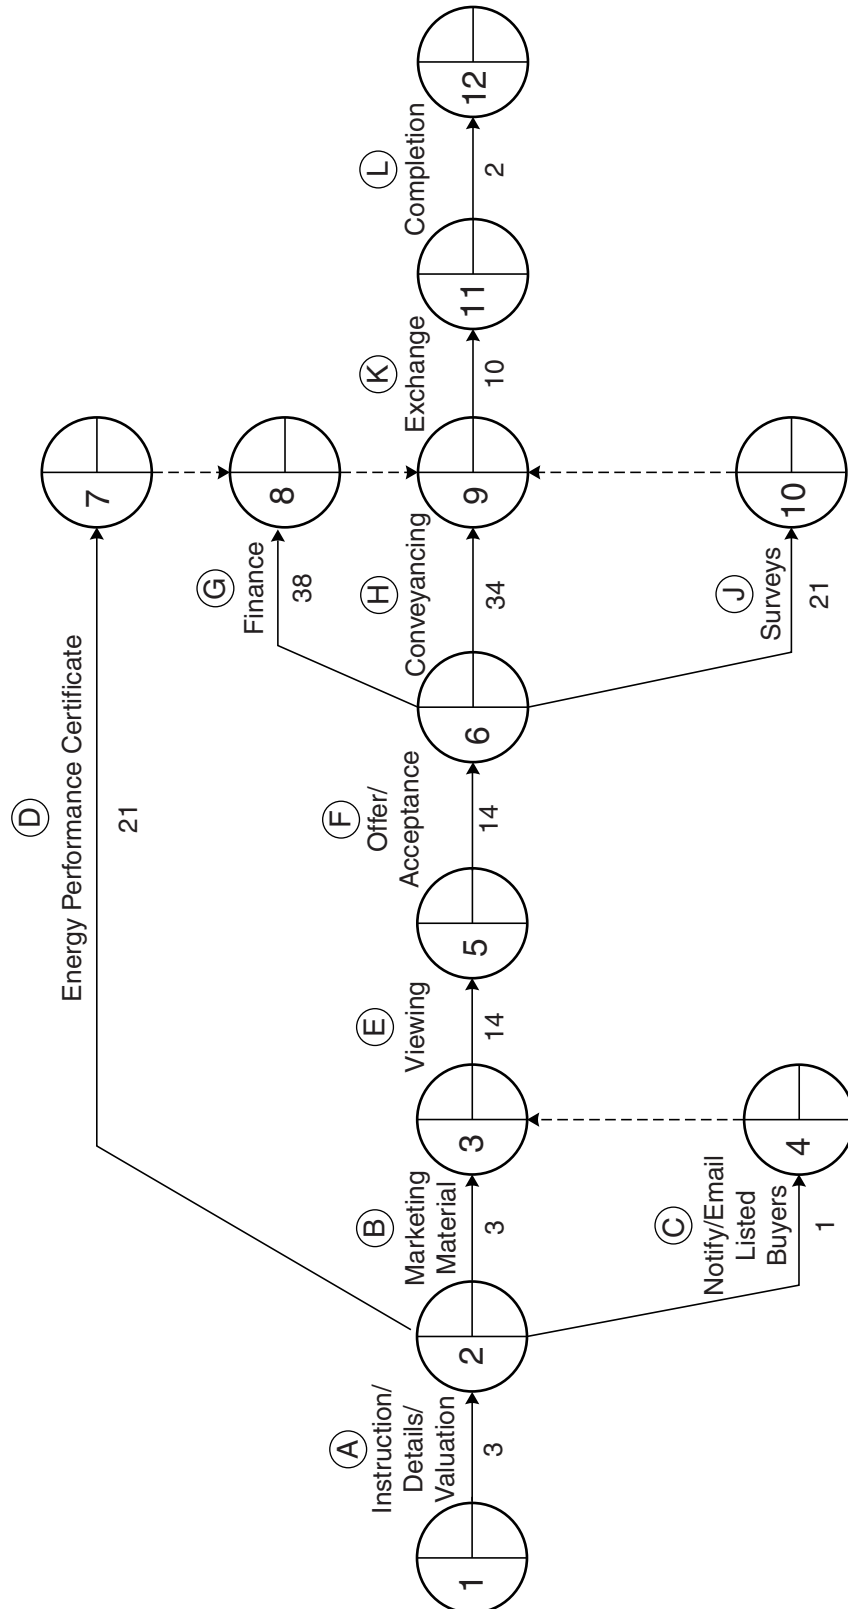 D
Energy Performance Certificate
21
7
G
Finance
38
8
A
Instruction/
Details/
Valuation
3
1
2
B
Marketing
Material
3
3
E
Viewing
14
5
F
Offer/
Acceptance
14
6
H
Conveyancing
34
9
K
Exchange
10
11
L
Completion
2
12
C
Notify/Email
Listed
Buyers
1
4
J
Surveys
21
10